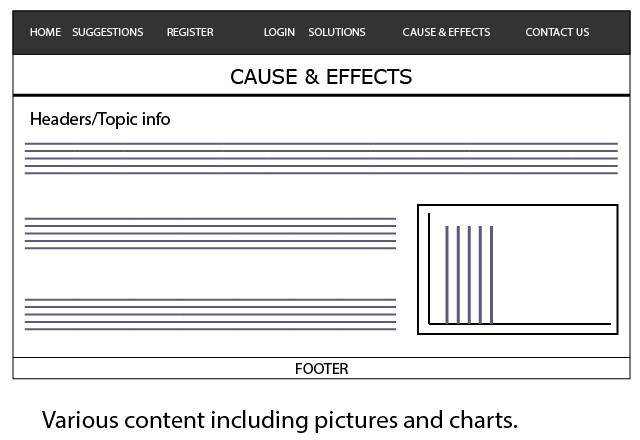 HOME SUGGESTIONS REGISTER LOGIN SOLUTIONS CAUSE & EFFECTS CONTACT US
CAUSE & EFFECTS
Headers/Topic info
FOOTER
Various content including pictures and charts.